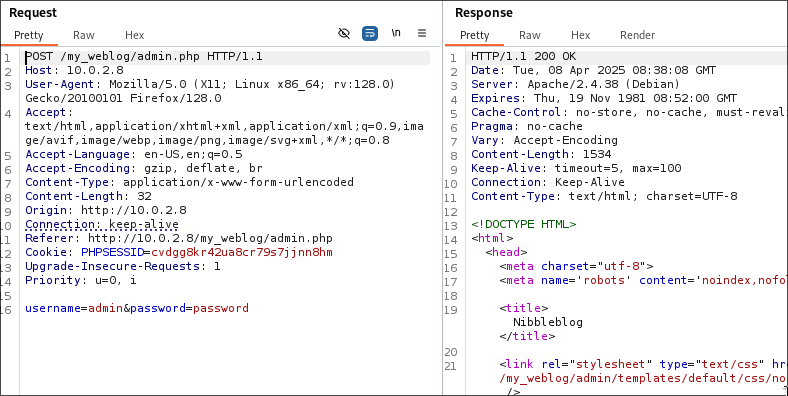 Request
Pretty Raw Hex
\n
1 POST /my_weblog/admin.php HTTP/1.1
2 Host: 10.0.2.8
3 User-Agent: Mozilla/5.0 (X11; Linux x86_64; rv:128.0)
Gecko/20100101 Firefox/128.0
4 Accept:
text/html,application/xhtml+xml,application/xml;q=0.9,ima
ge/avif,image/webp,image/png,image/svg+xml,*/*;q=0.8
5 Accept-Language: en-US,en;q=0.5
6 Accept-Encoding: gzip, deflate, br
7 Content-Type: application/x-www-form-urlencoded
8 Content-Length: 32
9 Origin: http://10.0.2.8
10 Connection: keep-alive
11 Referer: http://10.0.2.8/my_weblog/admin.php
12 Cookie: PHPSESSID=cvdgg8kr42ua8cr79s7jjnn8hm
13 Upgrade-Insecure-Requests: 1
14 Priority: u=0, i
15
16 username=admin&password=password
Response
Pretty Raw Hex Render
1 HTTP/1.1 200 OK
2 Date: Tue, 08 Apr 2025 08:38:08 GMT
3 Server: Apache/2.4.38 (Debian)
4 Expires: Thu, 19 Nov 1981 08:52:00 GMT
5 Cache-Control: no-store, no-cache, must-reval
6 Pragma: no-cache
7 Vary: Accept-Encoding
8 Content-Length: 1534
9 Keep-Alive: timeout=5, max=100
10 Connection: Keep-Alive
11 Content-Type: text/html; charset=UTF-8
12
13 <!DOCTYPE HTML>
14 <html>
15 <head>
16 <meta charset="utf-8">
17 <meta name='robots' content='noindex,nofo
18
19 <title>
Nibbleblog
</title>
20
21 <link rel="stylesheet" type="text/css" hr
/my_weblog/admin/templates/default/css/no
/>